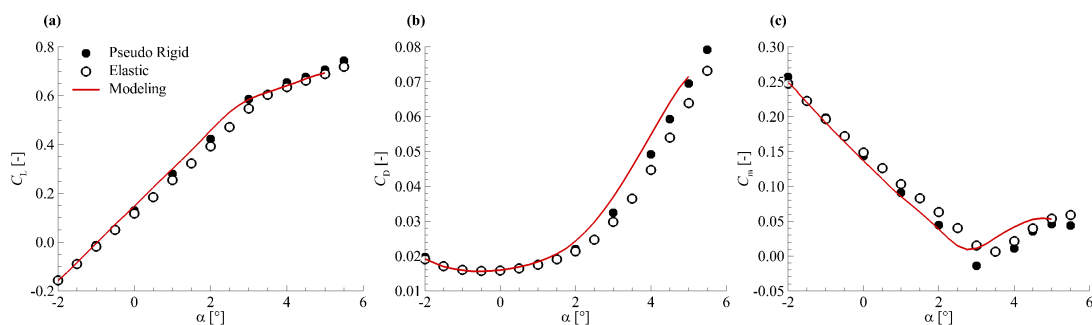 (a)
0.8
0.6
0.4
0.2
0.0
-0.2
C_L [-]
Pseudo Rigid
Elastic
Modeling
-2 0 2 4 6
α [°]
(b)
0.08
0.07
0.06
0.05
0.04
0.03
0.02
0.01
C_D [-]
-2 0 2 4 6
α [°]
(c)
0.30
0.25
0.20
0.15
0.10
0.05
0.00
-0.05
C_m [-]
-2 0 2 4 6
α [°]